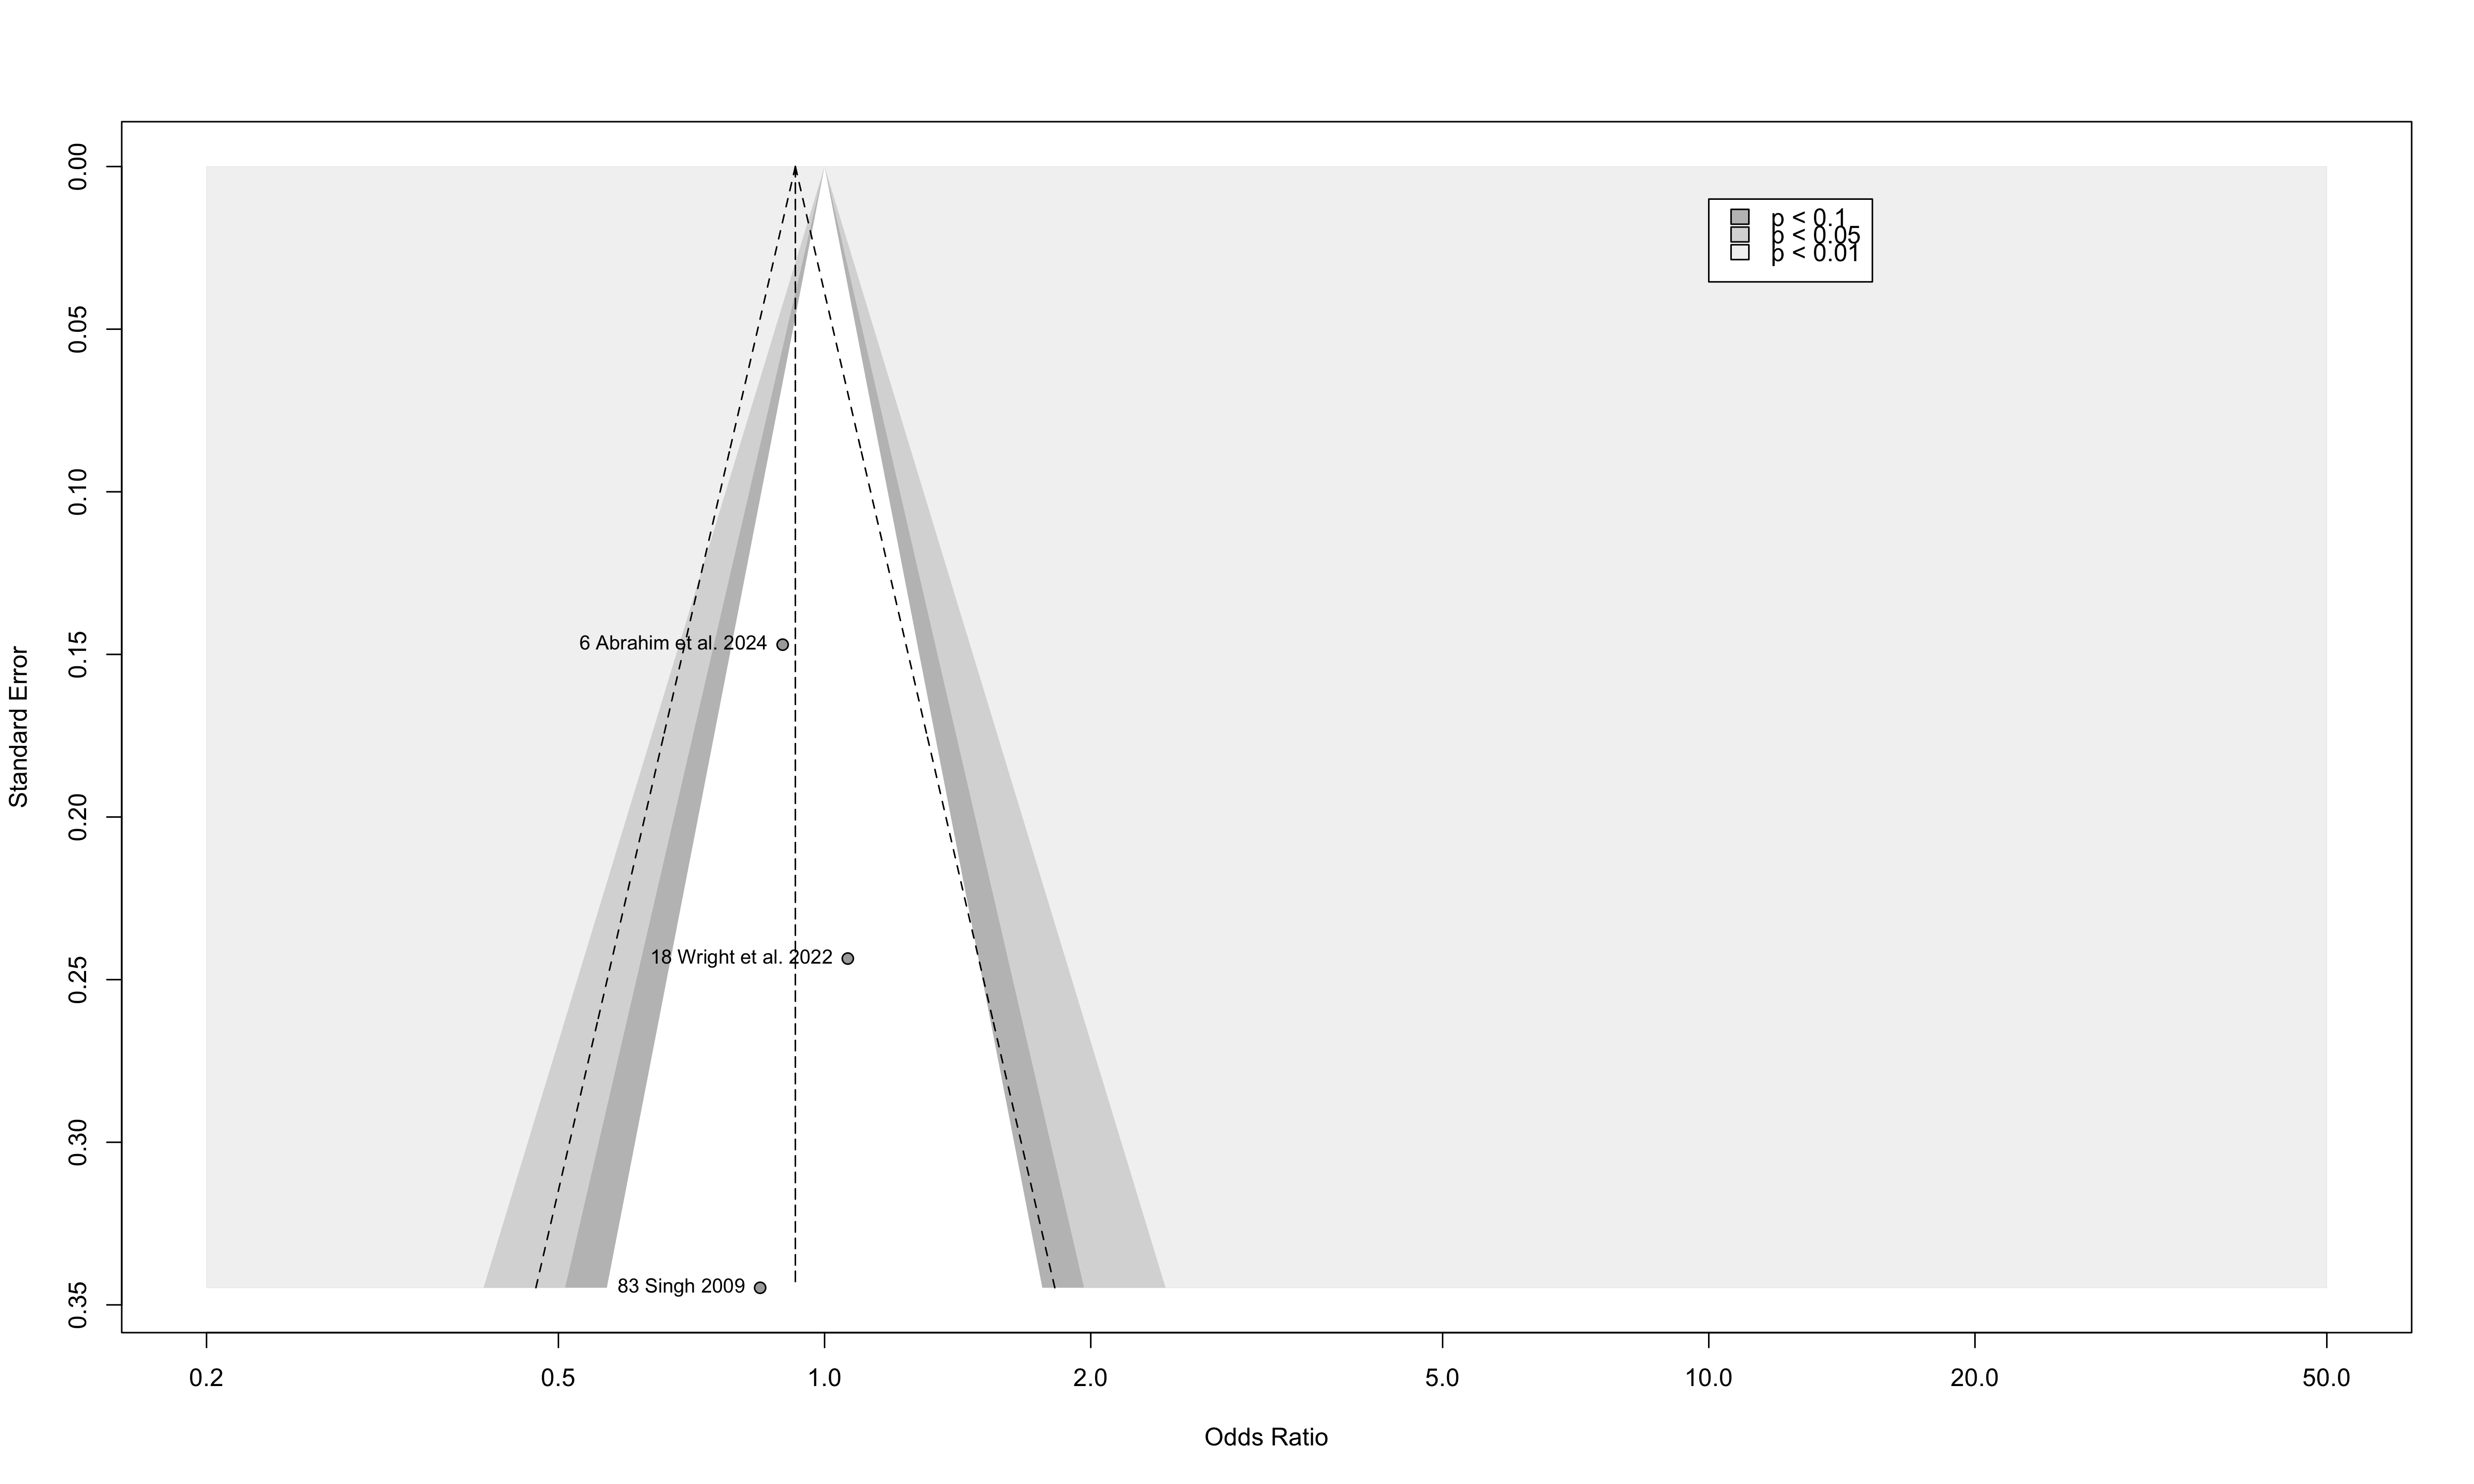 0.00
0.05
0.10
0.15
0.20
0.25
0.30
0.35
Standard Error
p < 0.1
p < 0.05
p < 0.01
6 Abrahim et al. 2024
18 Wright et al. 2022
83 Singh 2009
0.2 0.5 1.0 2.0 5.0 10.0 20.0 50.0
Odds Ratio